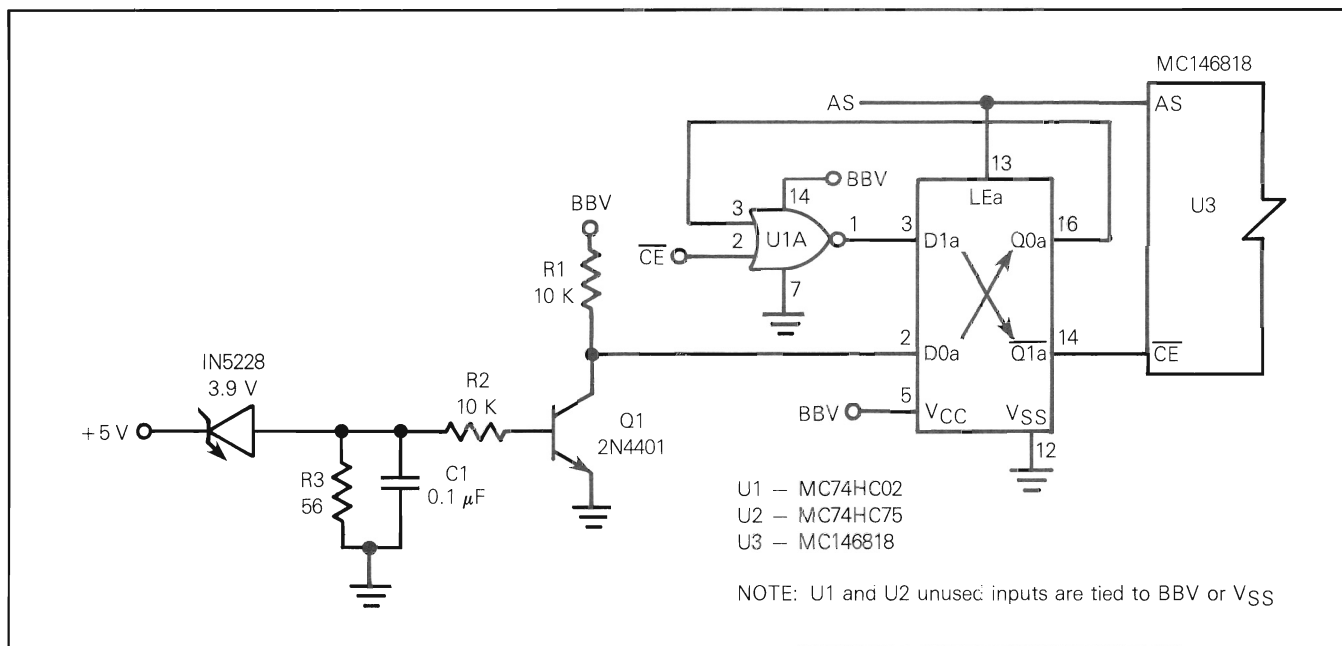 MC146818
AS
AS
13
BBV
14
LEa
3
BBV
U3
2
U1A
1
3
D1a
Q0a
16
CE
R1
10 K
7
2
D0a
Q1a
14
CE
IN5228
3.9 V
R2
10 K
5
BBV
VCC
VSS
Q1
2N4401
+5 V
12
R3
56
C1
0.1 μF
U1 – MC74HC02
U2 – MC74HC75
U3 – MC146818
NOTE: U1 and U2 unused inputs are tied to BBV or VSS